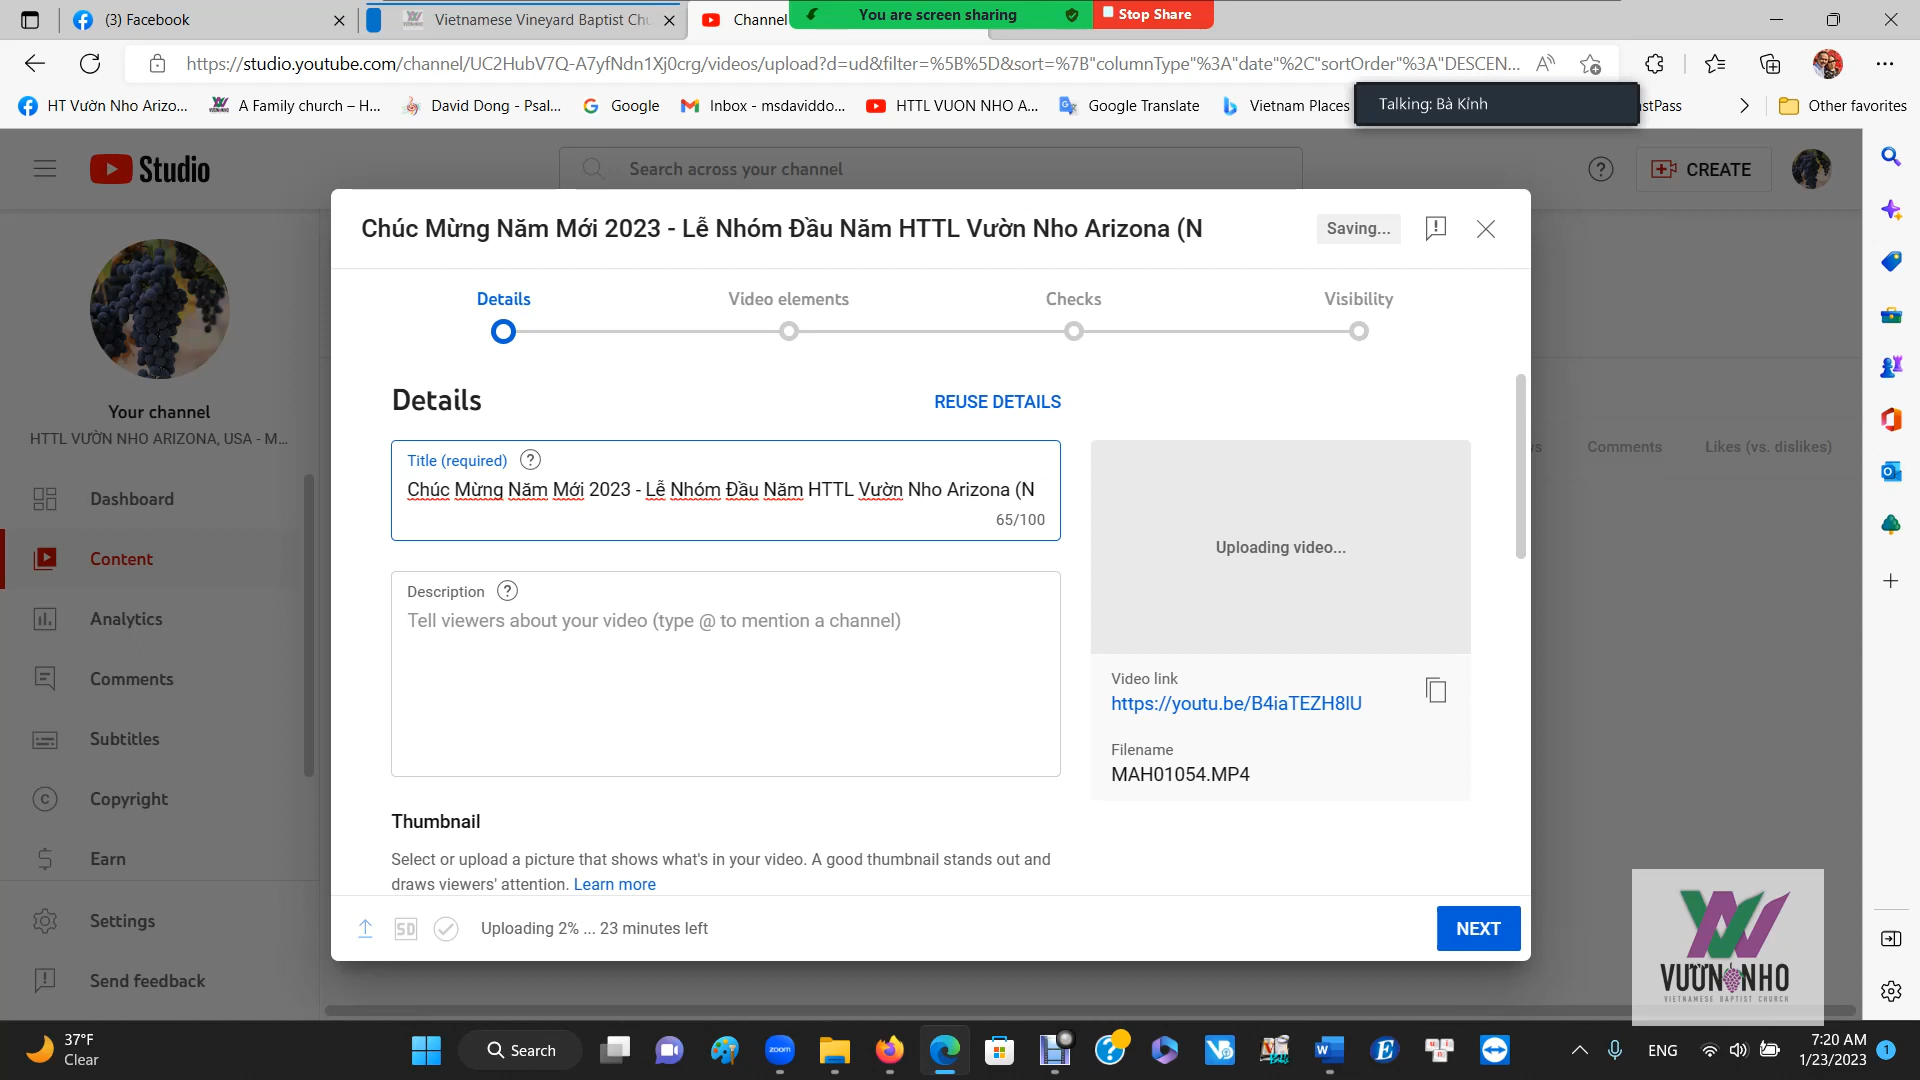 (3) Facebook
Vietnamese Vineyard Baptist Chu
Channel
You are screen sharing
Stop Share
https://studio.youtube.com/channel/UC2HubV7Q-A7yfNdn1Xj0crg/videos/upload?d=ud&filter=%5B%5D&sort=%7B"columnType"%3A"date"%2C"sortOrder"%3A"DESCEN...
HT Vườn Nho Arizo...
A Family church – H...
David Dong - Psal...
Google
Inbox - msdaviddo...
HTTL VUON NHO A...
Google Translate
Vietnam Places
Talking: Bà Kính
stPass
Other favorites
Studio
Search across your channel
CREATE
Chúc Mừng Năm Mới 2023 - Lễ Nhóm Đầu Năm HTTL Vườn Nho Arizona (N
Saving...
Details
Video elements
Checks
Visibility
Your channel
HTTL VƯỜN NHO ARIZONA, USA - M...
Dashboard
Content
Analytics
Comments
Subtitles
Copyright
Earn
Settings
Send feedback
Details
REUSE DETAILS
Title (required)
Chúc Mừng Năm Mới 2023 - Lễ Nhóm Đầu Năm HTTL Vườn Nho Arizona (N
65/100
Description
Tell viewers about your video (type @ to mention a channel)
Uploading video...
Video link
https://youtu.be/B4iaTEZH8lU
Filename
MAH01054.MP4
Comments
Likes (vs. dislikes)
Thumbnail
Select or upload a picture that shows what's in your video. A good thumbnail stands out and
draws viewers' attention. Learn more
SD
Uploading 2% ... 23 minutes left
NEXT
VƯỜN NHO
VIETNAMESE BAPTIST CHURCH
37°F
Clear
Search
zoom
ENG
7:20 AM
1/23/2023
1